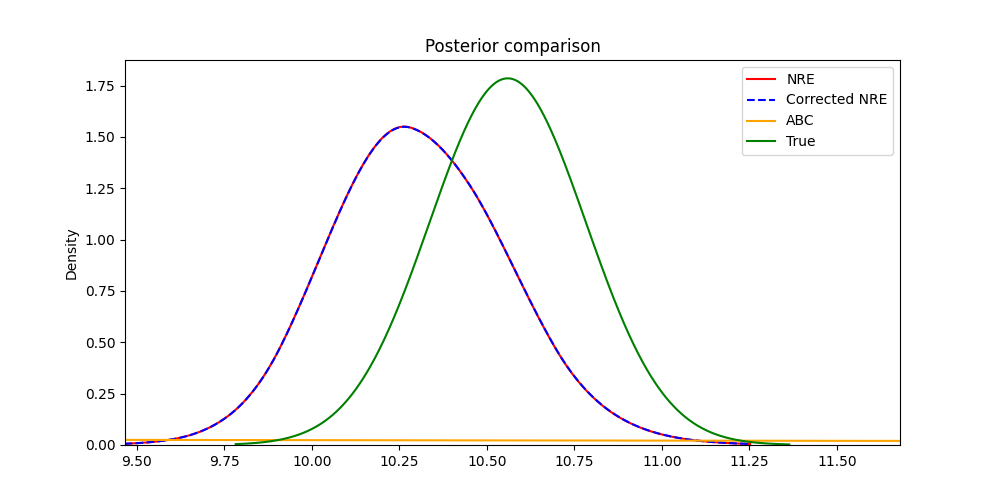 Posterior comparison
NRE
Corrected NRE
ABC
True
Density
1.75
1.50
1.25
1.00
0.75
0.50
0.25
0.00
9.50 9.75 10.00 10.25 10.50 10.75 11.00 11.25 11.50